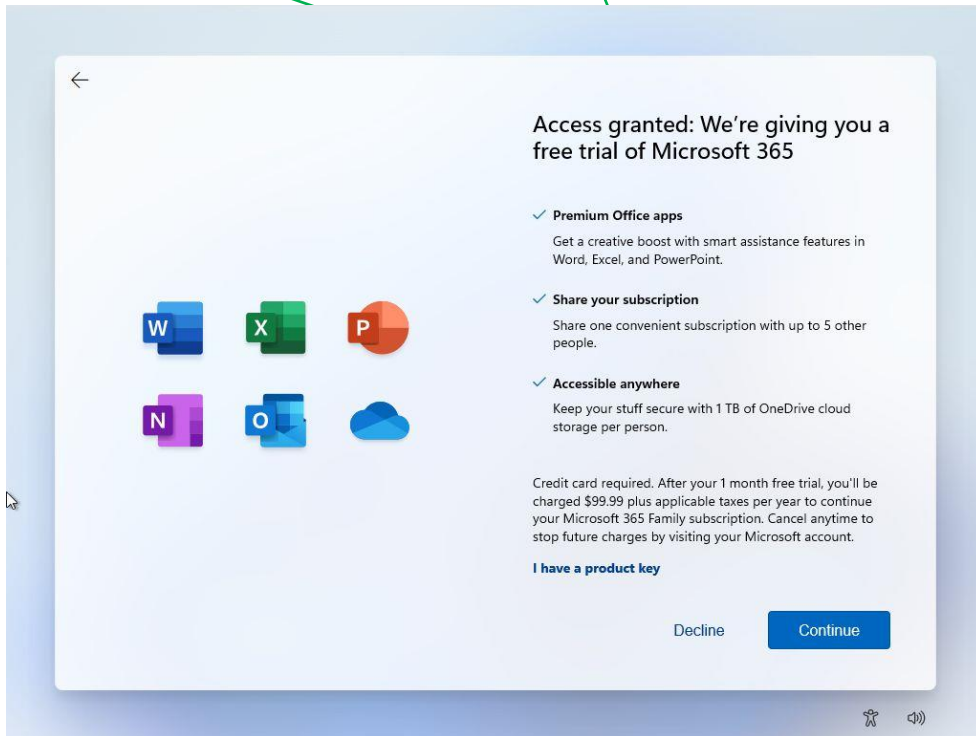 Access granted: We're giving you a
free trial of Microsoft 365
Premium Office apps
Get a creative boost with smart assistance features in
Word, Excel, and PowerPoint.
Share your subscription
Share one convenient subscription with up to 5 other
people.
Accessible anywhere
Keep your stuff secure with 1 TB of OneDrive cloud
storage per person.
W X P
N O
Credit card required. After your 1 month free trial, you'll be
charged $99.99 plus applicable taxes per year to continue
your Microsoft 365 Family subscription. Cancel anytime to
stop future charges by visiting your Microsoft account.
I have a product key
Decline Continue